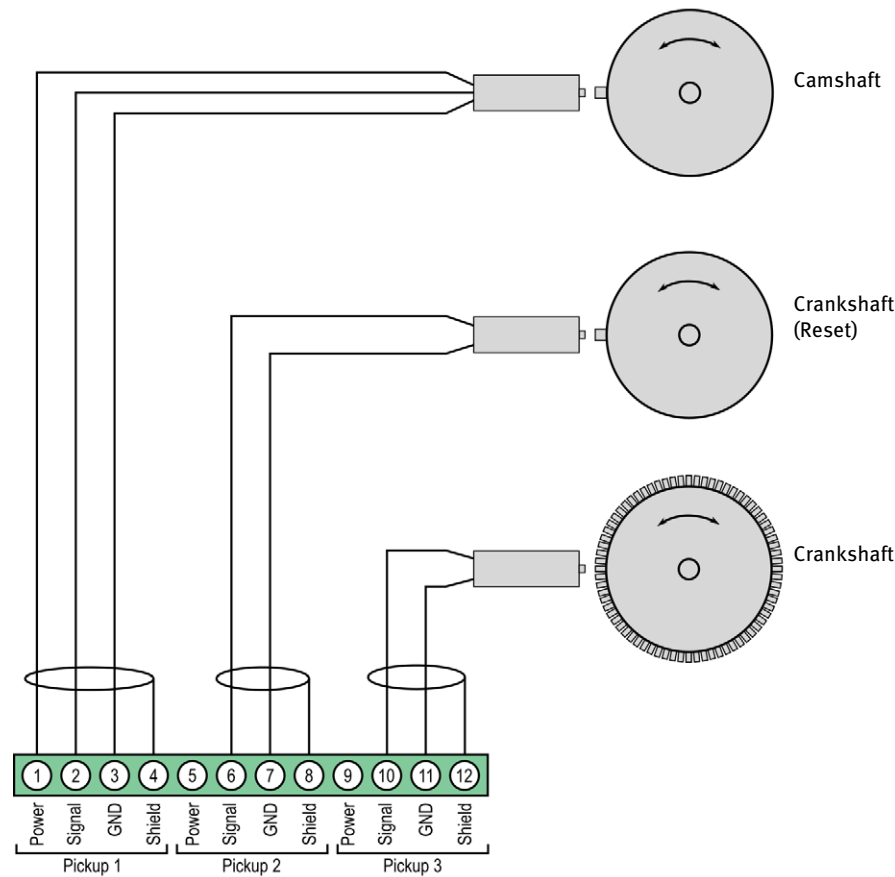 Camshaft
Crankshaft
(Reset)
Crankshaft
1 2 3 4 5 6 7 8 9 10 11 12
Power Signal GND Shield Power Signal GND Shield Power Signal GND Shield
Pickup 1 Pickup 2 Pickup 3